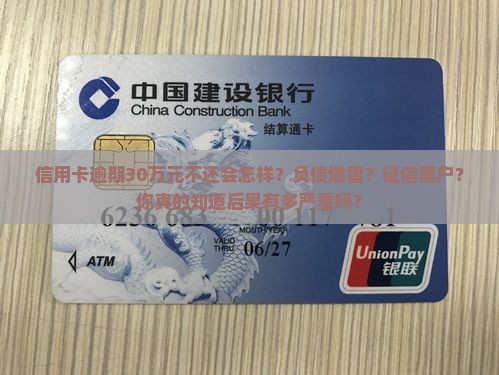 中国建设银行
China Construction Bank
结算通卡
信用卡逾期30万元不还会怎样？负债爆雷？征信黑户？
你真的知道后果有多严重吗？
MONTH/YEAR
VALID
THRU
06/27
ATM
UnionPay
银联